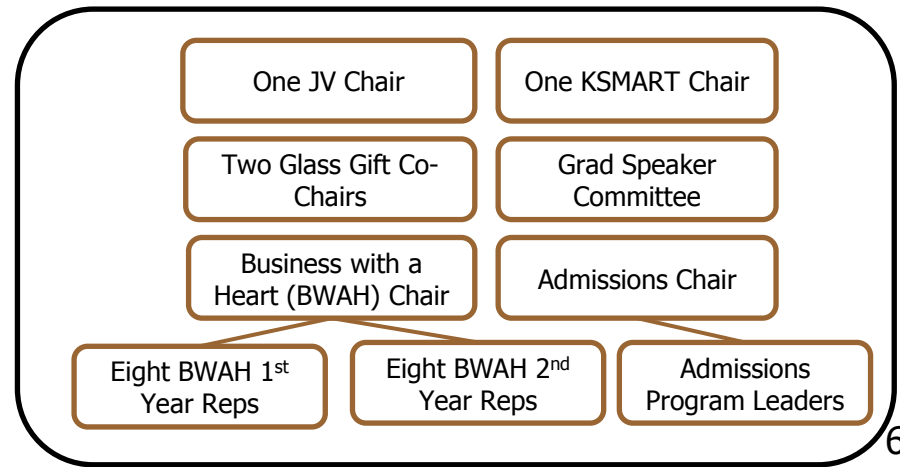 One JV Chair
One KSMART Chair
Two Glass Gift Co-
Chairs
Grad Speaker
Committee
Business with a
Heart (BWAH) Chair
Admissions Chair
Eight BWAH 1st
Year Reps
Eight BWAH 2nd
Year Reps
Admissions
Program Leaders
6